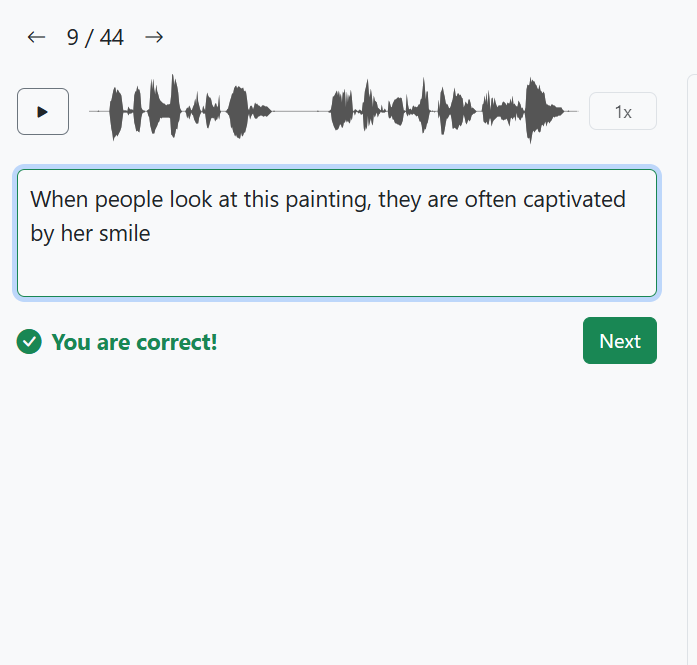 ← 9 / 44 →
1x
When people look at this painting, they are often captivated
by her smile
You are correct!
Next